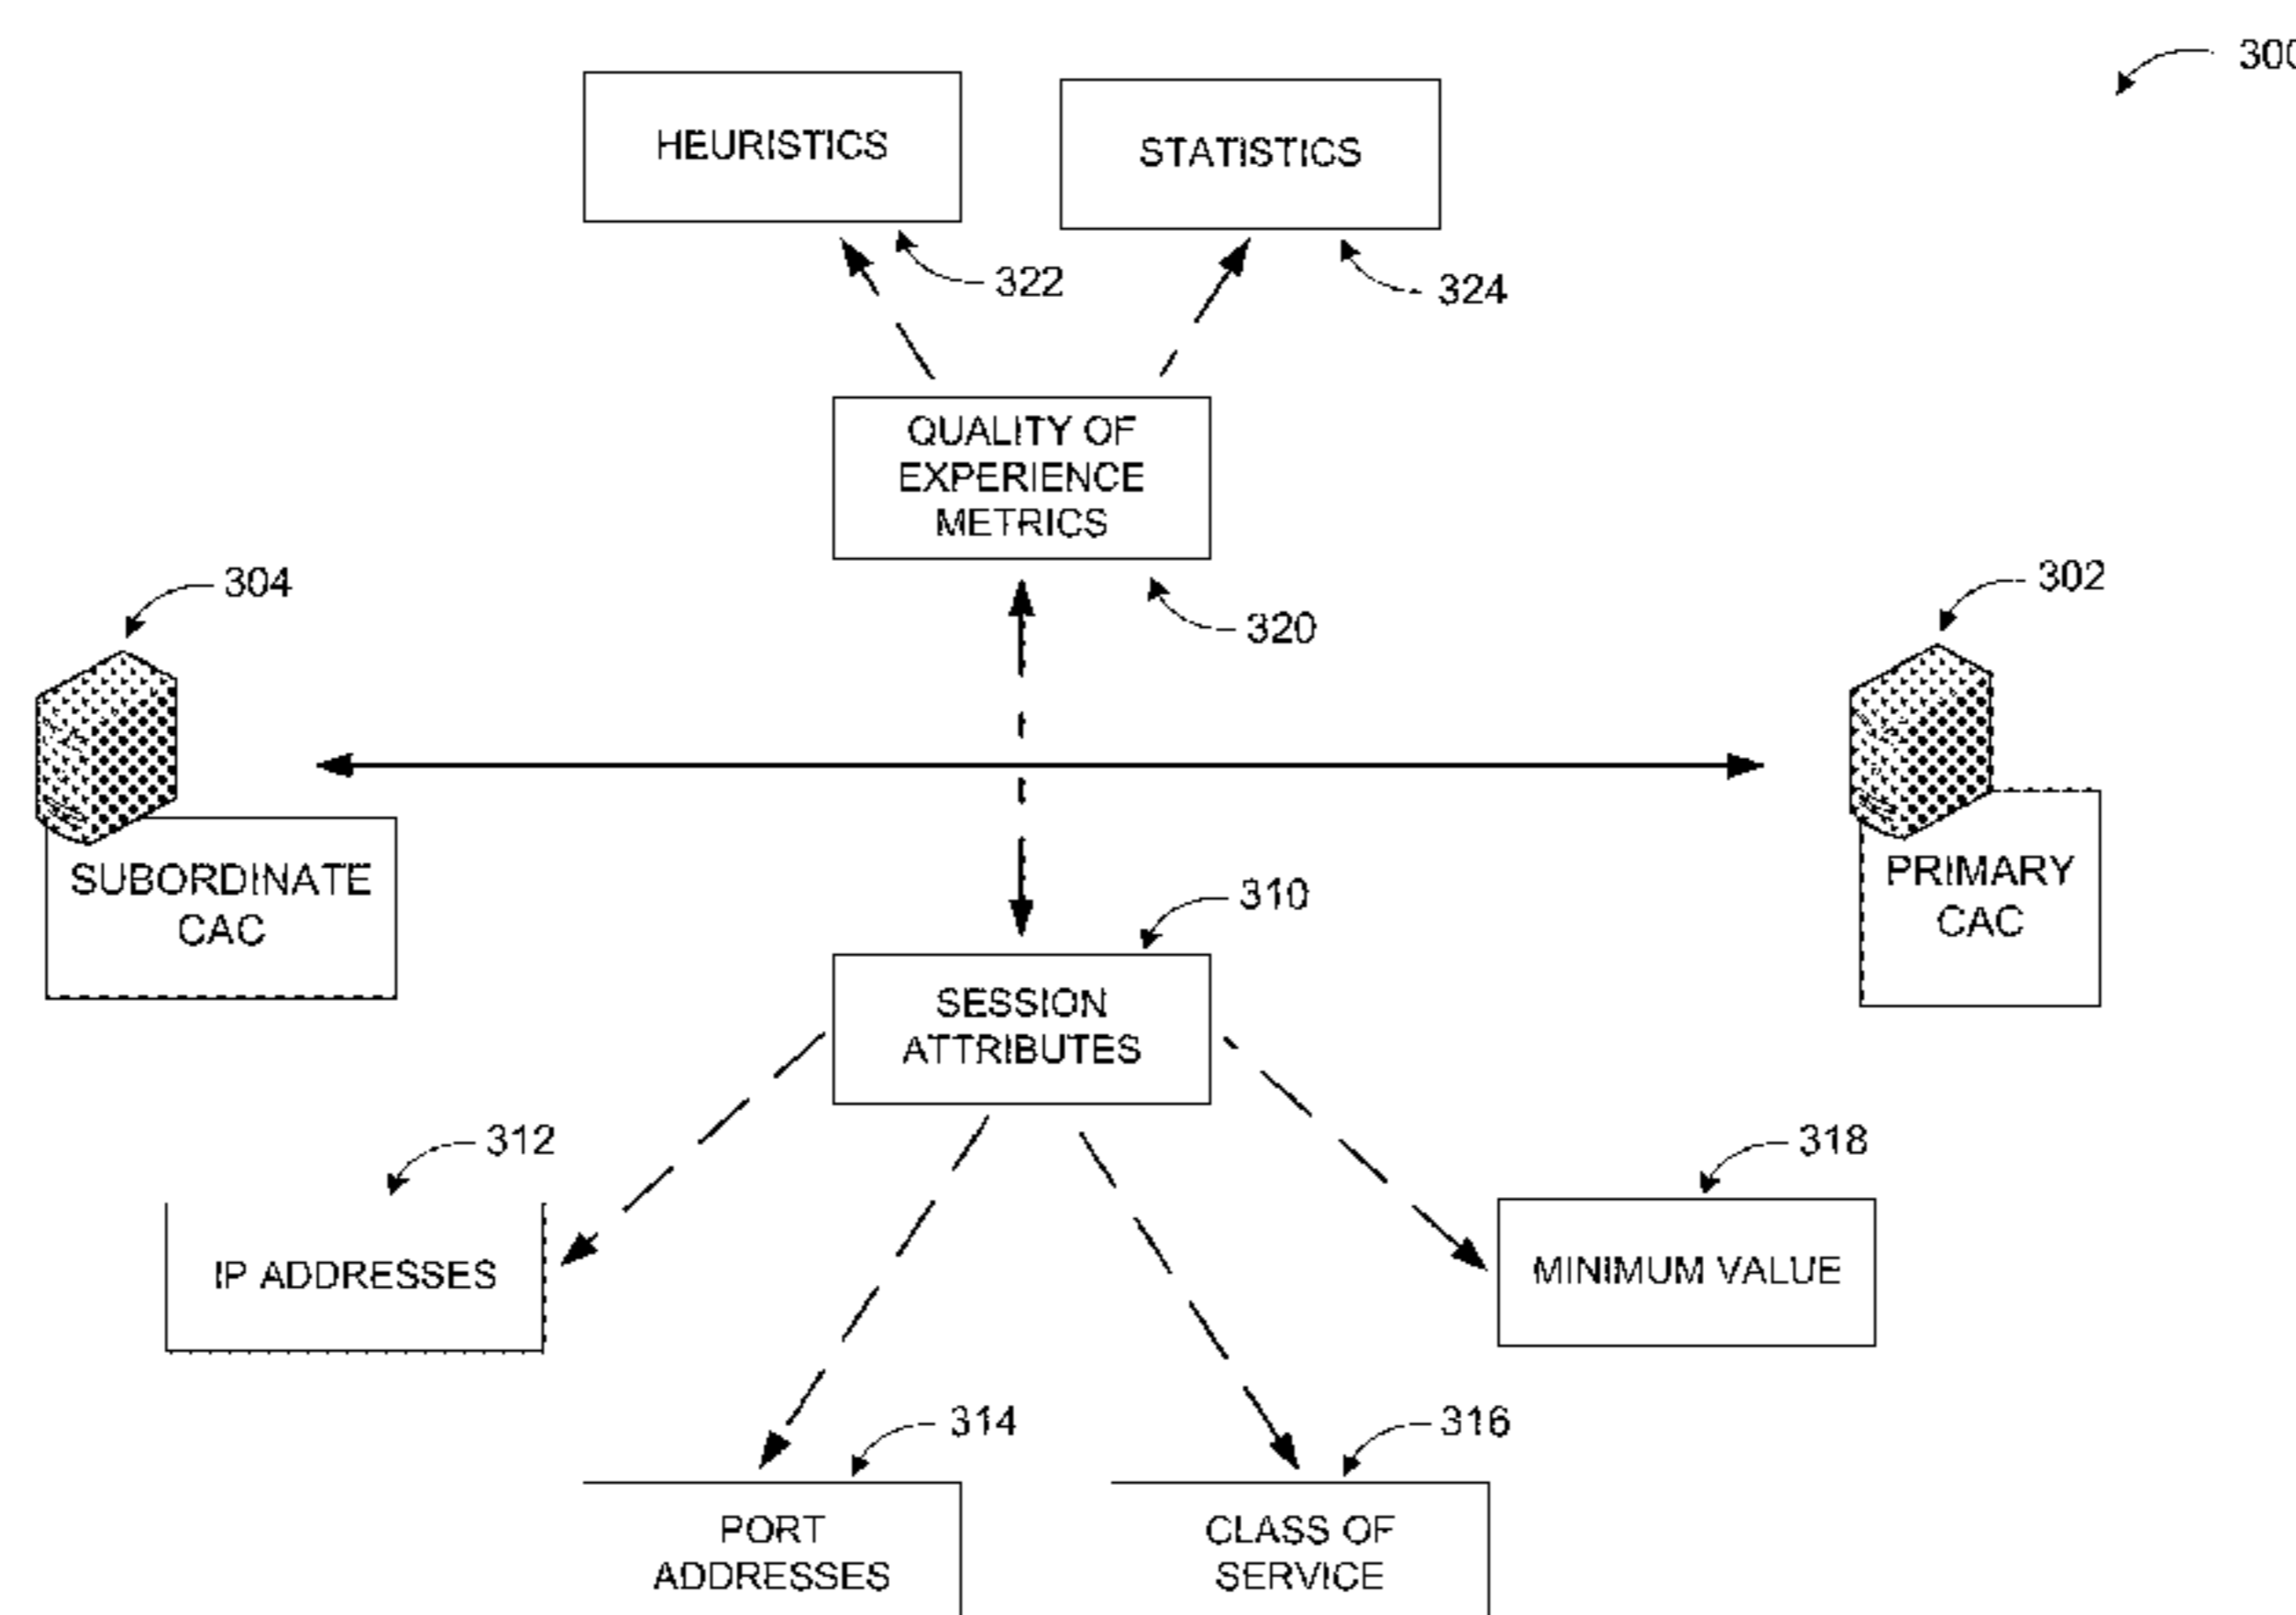 300
HEURISTICS
STATISTICS
322
324
QUALITY OF
EXPERIENCE
METRICS
304
320
302
SUBORDINATE
CAC
PRIMARY
CAC
310
SESSION
ATTRIBUTES
312
318
IP ADDRESSES
MINIMUM VALUE
314
316
PORT
ADDRESSES
CLASS OF
SERVICE